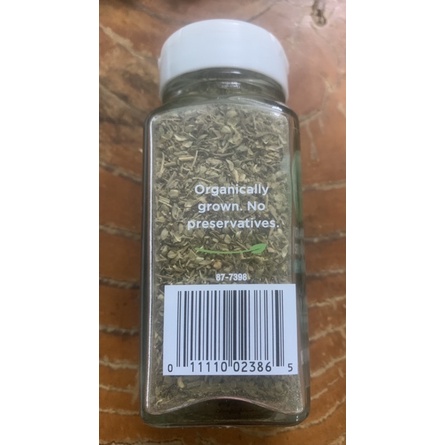 Organically
grown. No
preservatives.
87-7398
0 11110 02386 5